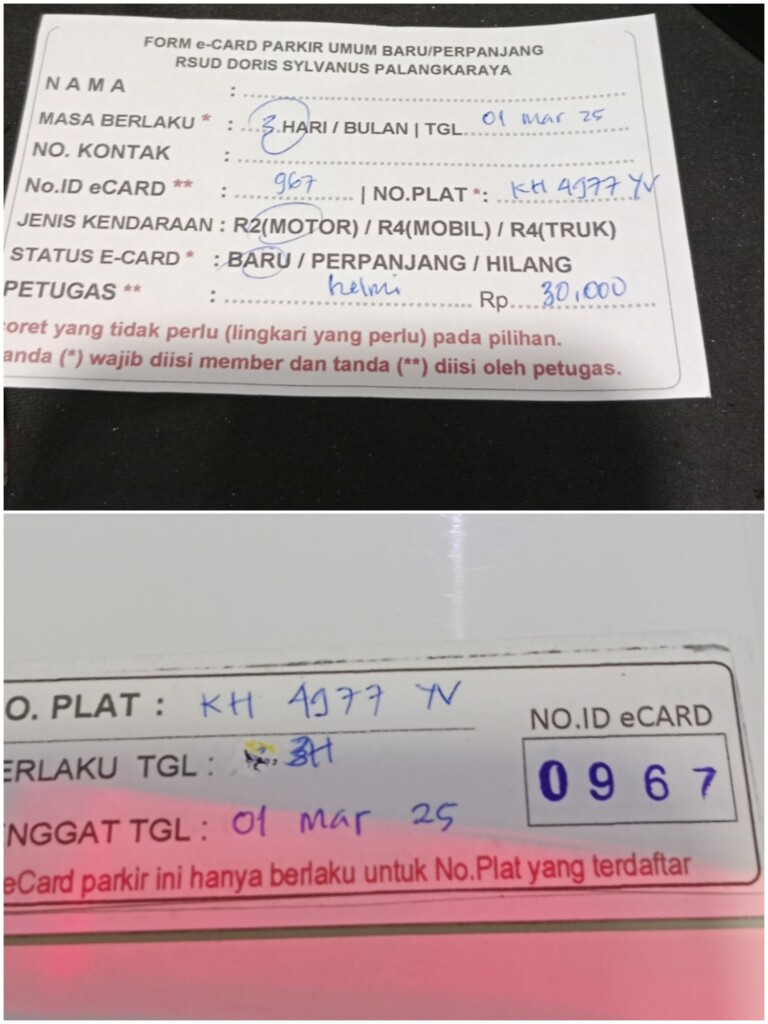 FORM e-CARD PARKIR UMUM BARU/PERPANJANG
RSUD DORIS SYLVANUS PALANGKARAYA
NAMA :
MASA BERLAKU * : 3 HARI / BULAN | TGL 01 Mar 25
NO. KONTAK :
No.ID eCARD ** : 967 | NO.PLAT *: KH 4977 YV
JENIS KENDARAAN : R2(MOTOR) / R4(MOBIL) / R4(TRUK)
STATUS E-CARD * : BARU / PERPANJANG / HILANG
PETUGAS ** : helmi Rp. 30,000
oret yang tidak perlu (lingkari yang perlu) pada pilihan.
anda (*) wajib diisi member dan tanda (**) diisi oleh petugas.
O. PLAT : KH 4977 YV
NO.ID eCARD
ERLAKU TGL : 3H
0967
NGGAT TGL : 01 Mar 25
eCard parkir ini hanya berlaku untuk No.Plat yang terdaftar